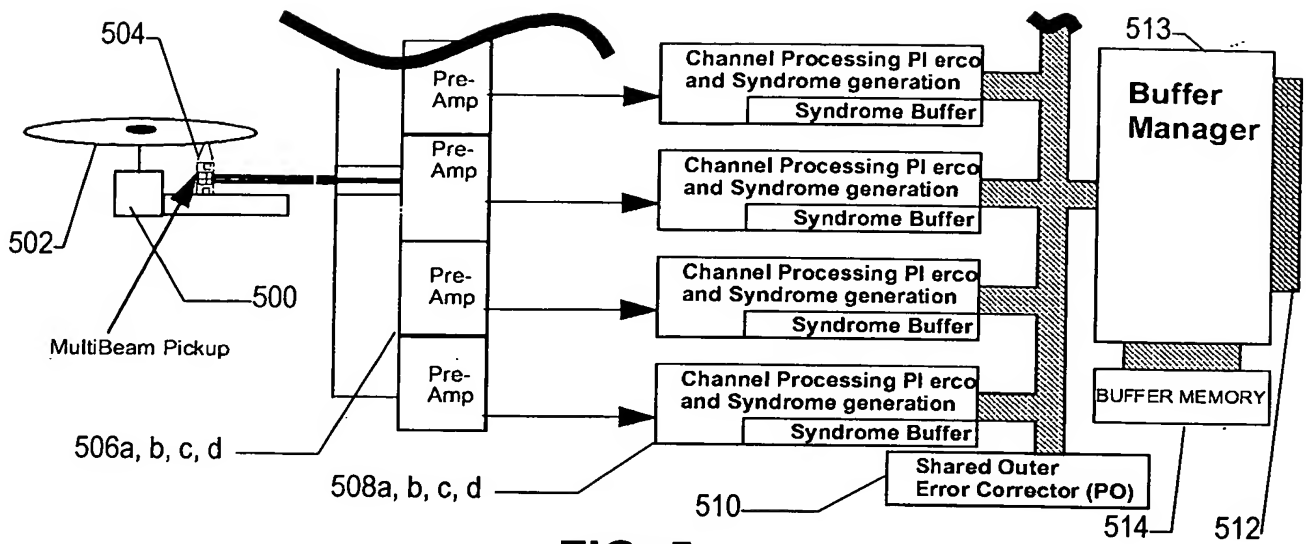 504
502
500
MultiBeam Pickup
Pre-
Amp
Pre-
Amp
Pre-
Amp
Pre-
Amp
506a, b, c, d
Channel Processing PI erco
and Syndrome generation
Syndrome Buffer
Channel Processing PI erco
and Syndrome generation
Syndrome Buffer
Channel Processing PI erco
and Syndrome generation
Syndrome Buffer
Channel Processing PI erco
and Syndrome generation
Syndrome Buffer
508a, b, c, d
Shared Outer
Error Corrector (PO)
510
513
Buffer
Manager
BUFFER MEMORY
514
512